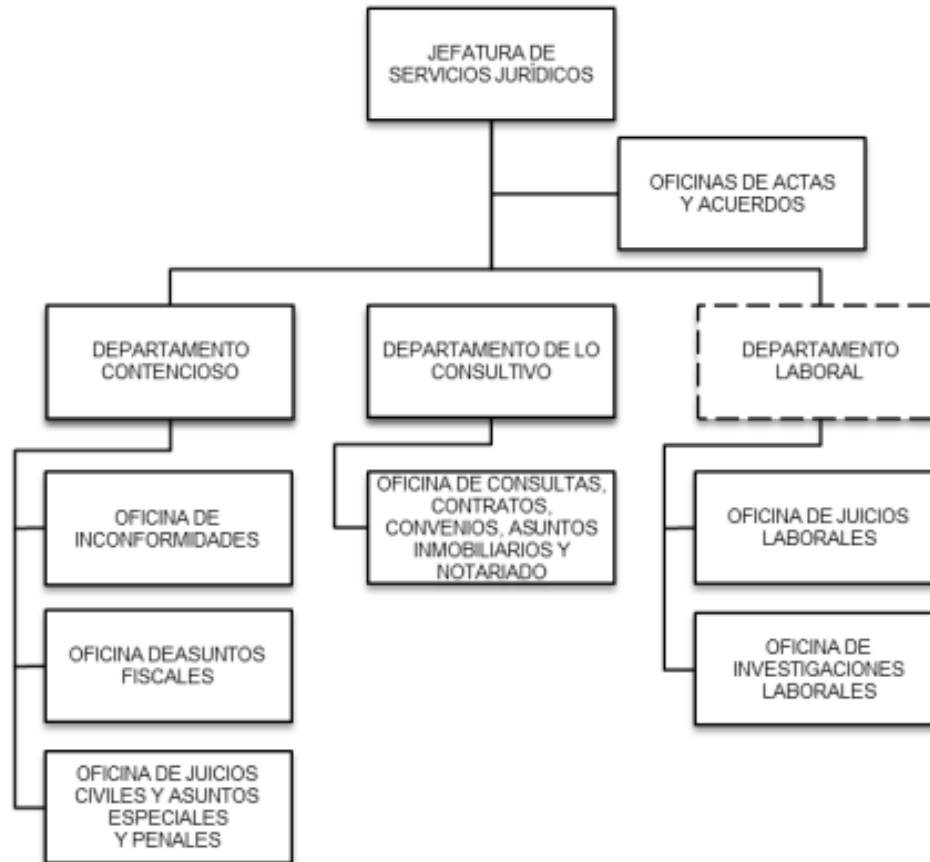 JEFATURA DE
SERVICIOS JURÍDICOS
OFICINAS DE ACTAS
Y ACUERDOS
DEPARTAMENTO
CONTENCIOSO
DEPARTAMENTO DE LO
CONSULTIVO
DEPARTAMENTO
LABORAL
OFICINA DE
INCONFORMIDADES
OFICINA DE CONSULTAS,
CONTRATOS,
CONVENIOS, ASUNTOS
INMOBILIARIOS Y
NOTARIADO
OFICINA DE JUICIOS
LABORALES
OFICINA DEASUNTOS
FISCALES
OFICINA DE
INVESTIGACIONES
LABORALES
OFICINA DE JUICIOS
CIVILES Y ASUNTOS
ESPECIALES
Y PENALES